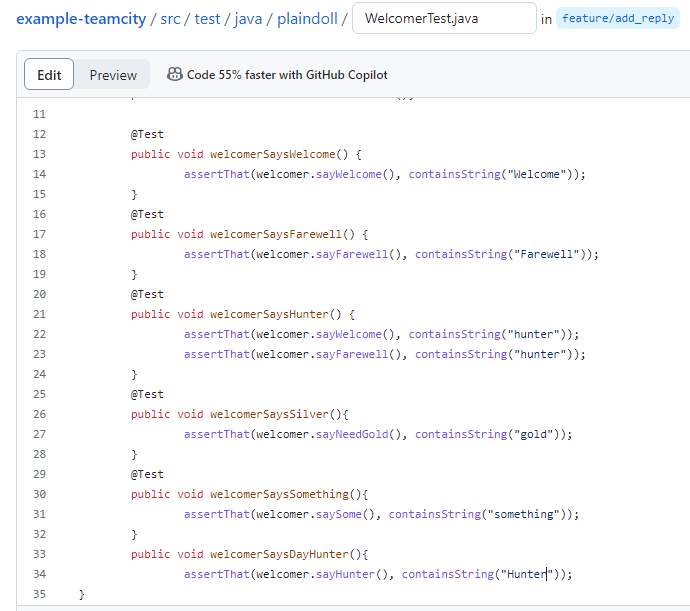 example-teamcity / src / test / java / plaindoll / WelcomerTest.java in feature/add_reply
Edit Preview Code 55% faster with GitHub Copilot
11
12 @Test
13 public void welcomerSaysWelcome() {
14 assertThat(welcomer.sayWelcome(), containsString("Welcome"));
15 }
16 @Test
17 public void welcomerSaysFarewell() {
18 assertThat(welcomer.sayFarewell(), containsString("Farewell"));
19 }
20 @Test
21 public void welcomerSaysHunter() {
22 assertThat(welcomer.sayWelcome(), containsString("hunter"));
23 assertThat(welcomer.sayFarewell(), containsString("hunter"));
24 }
25 @Test
26 public void welcomerSaysSilver(){
27 assertThat(welcomer.sayNeedGold(), containsString("gold"));
28 }
29 @Test
30 public void welcomerSaysSomething(){
31 assertThat(welcomer.saySome(), containsString("something"));
32 }
33 public void welcomerSaysDayHunter(){
34 assertThat(welcomer.sayHunter(), containsString("Hunter"));
35 }